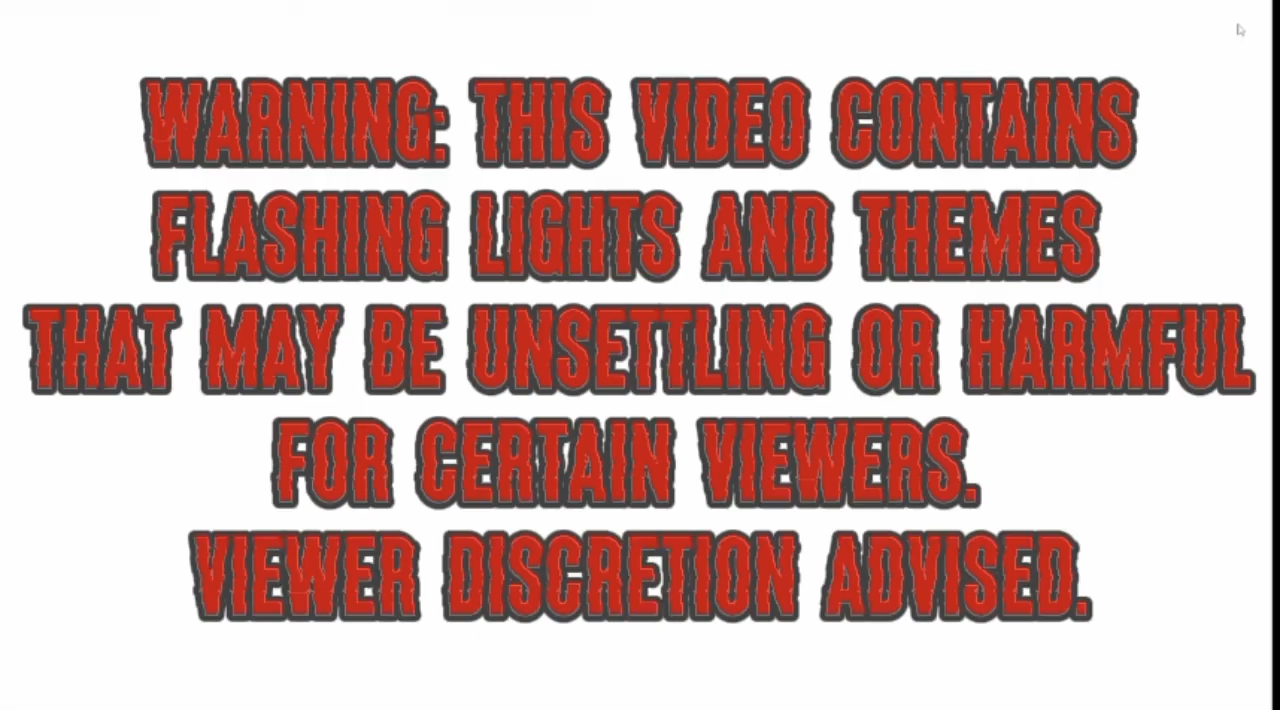 WARNING: THIS VIDEO CONTAINS
FLASHING LIGHTS AND THEMES
THAT MAY BE UNSETTLING OR HARMFUL
FOR CERTAIN VIEWERS.
VIEWER DISCRETION ADVISED.